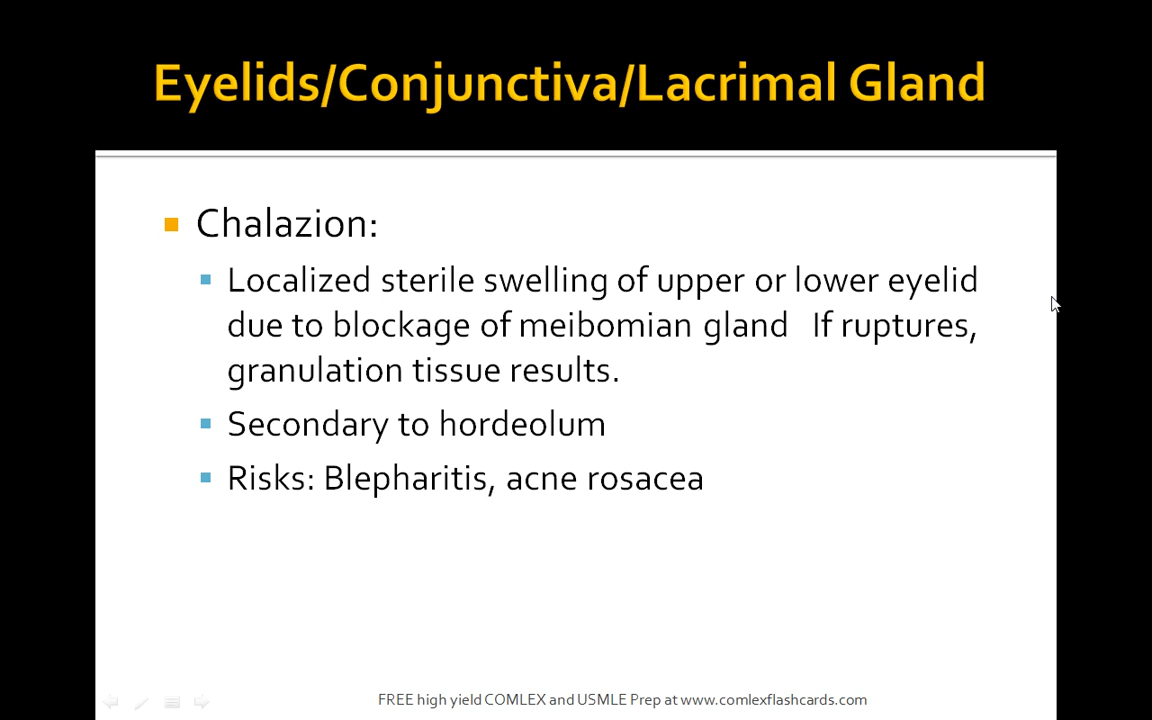 Eyelids/Conjunctiva/Lacrimal Gland
Chalazion:
Localized sterile swelling of upper or lower eyelid
due to blockage of meibomian gland If ruptures,
granulation tissue results.
Secondary to hordeolum
Risks: Blepharitis, acne rosacea
FREE high yield COMLEX and USMLE Prep at www.comlexflashcards.com